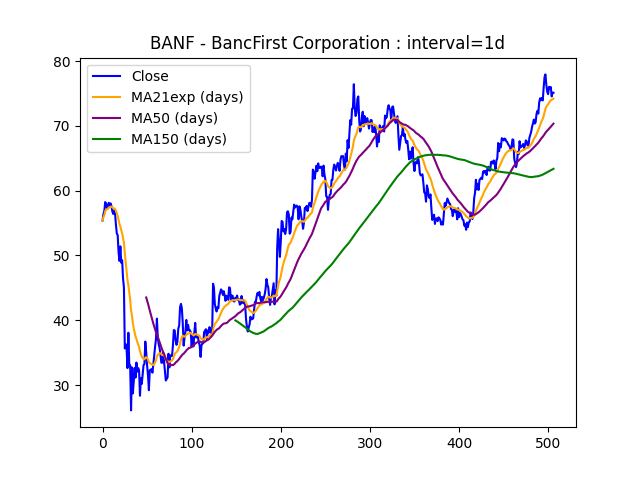 BANF - BancFirst Corporation : interval=1d
Close
MA21exp (days)
MA50 (days)
MA150 (days)
80
70
60
50
40
30
0 100 200 300 400 500